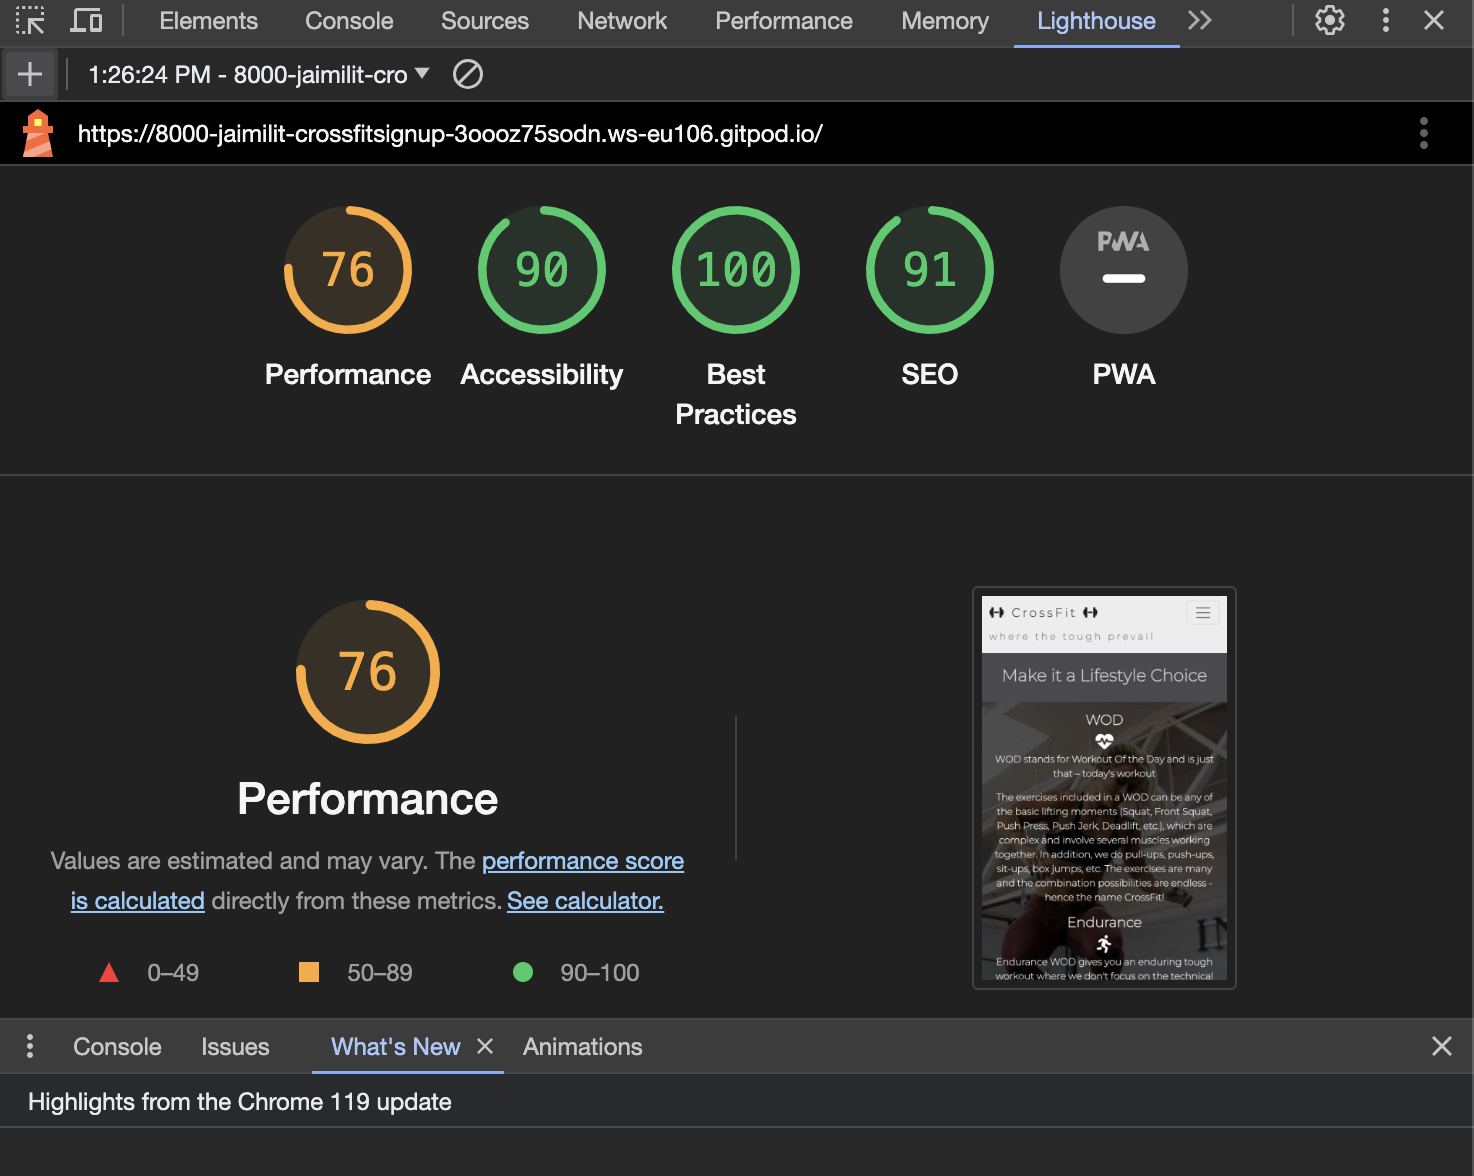 Elements Console Sources Network Performance Memory Lighthouse
1:26:24 PM - 8000-jaimilit-cro
https://8000-jaimilit-crossfitsignup-3oooz75sodn.ws-eu106.gitpod.io/
76 90 100 91 PWA
Performance Accessibility Best Practices SEO PWA
76
Performance
Values are estimated and may vary. The performance score
is calculated directly from these metrics. See calculator.
0–49 50–89 90–100
CrossFit
where the tough prevail
Make it a Lifestyle Choice
WOD
WOD stands for Workout Of the Day and is just
that – today's workout
The exercises included in a WOD can be any of
the basic lifting moments (Squat, Front Squat,
Push Press, Push Jerk, Deadlift, etc.), which are
complex and involve several muscles working
together. In addition, we do pull-ups, push-ups,
sit-ups, box jumps, etc. The exercises are many
and the combination possibilities are endless -
hence the name CrossFit!
Endurance
Endurance WOD gives you an enduring tough
workout where we don't focus on the technical
Console Issues What's New Animations
Highlights from the Chrome 119 update